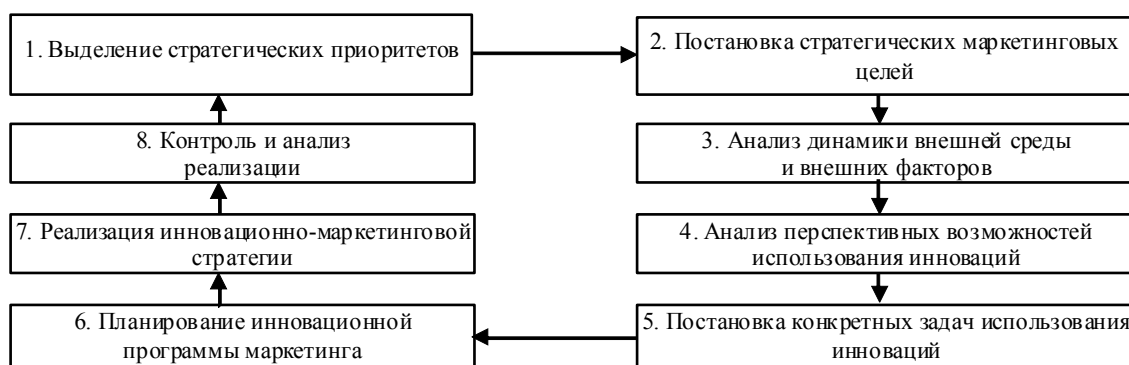 1. Выделение стратегических приоритетов
2. Постановка стратегических маркетинговых
целей
3. Анализ динамики внешней среды
и внешних факторов
4. Анализ перспективных возможностей
использования инноваций
5. Постановка конкретных задач использования
инноваций
6. Планирование инновационной
программы маркетинга
7. Реализация инновационно-маркетинговой
стратегии
8. Контроль и анализ
реализации